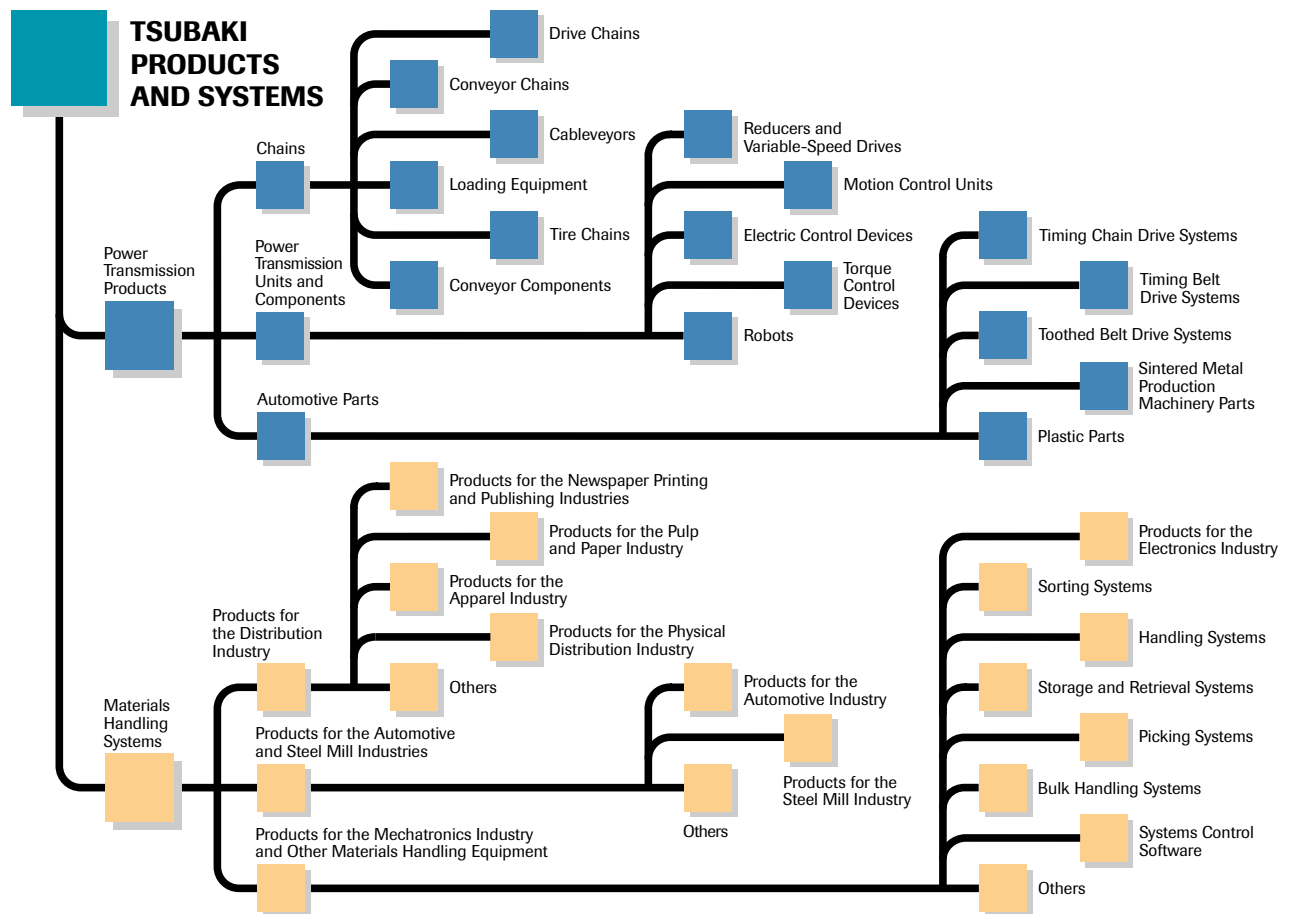 TSUBAKI
PRODUCTS
AND SYSTEMS
Drive Chains
Conveyor Chains
Cableveyors
Chains
Loading Equipment
Tire Chains
Conveyor Components
Power
Transmission
Products
Power
Transmission
Units and
Components
Reducers and
Variable-Speed Drives
Motion Control Units
Electric Control Devices
Torque
Control
Devices
Robots
Automotive Parts
Timing Chain Drive Systems
Timing Belt
Drive Systems
Toothed Belt Drive Systems
Sintered Metal
Production
Machinery Parts
Plastic Parts
Materials
Handling
Systems
Products for
the Distribution
Industry
Products for the Newspaper Printing
and Publishing Industries
Products for the Pulp
and Paper Industry
Products for the
Apparel Industry
Products for the Physical
Distribution Industry
Others
Products for the Automotive
and Steel Mill Industries
Products for the
Automotive Industry
Products for the
Steel Mill Industry
Others
Products for the Mechatronics Industry
and Other Materials Handling Equipment
Products for the
Electronics Industry
Sorting Systems
Handling Systems
Storage and Retrieval Systems
Picking Systems
Bulk Handling Systems
Systems Control
Software
Others